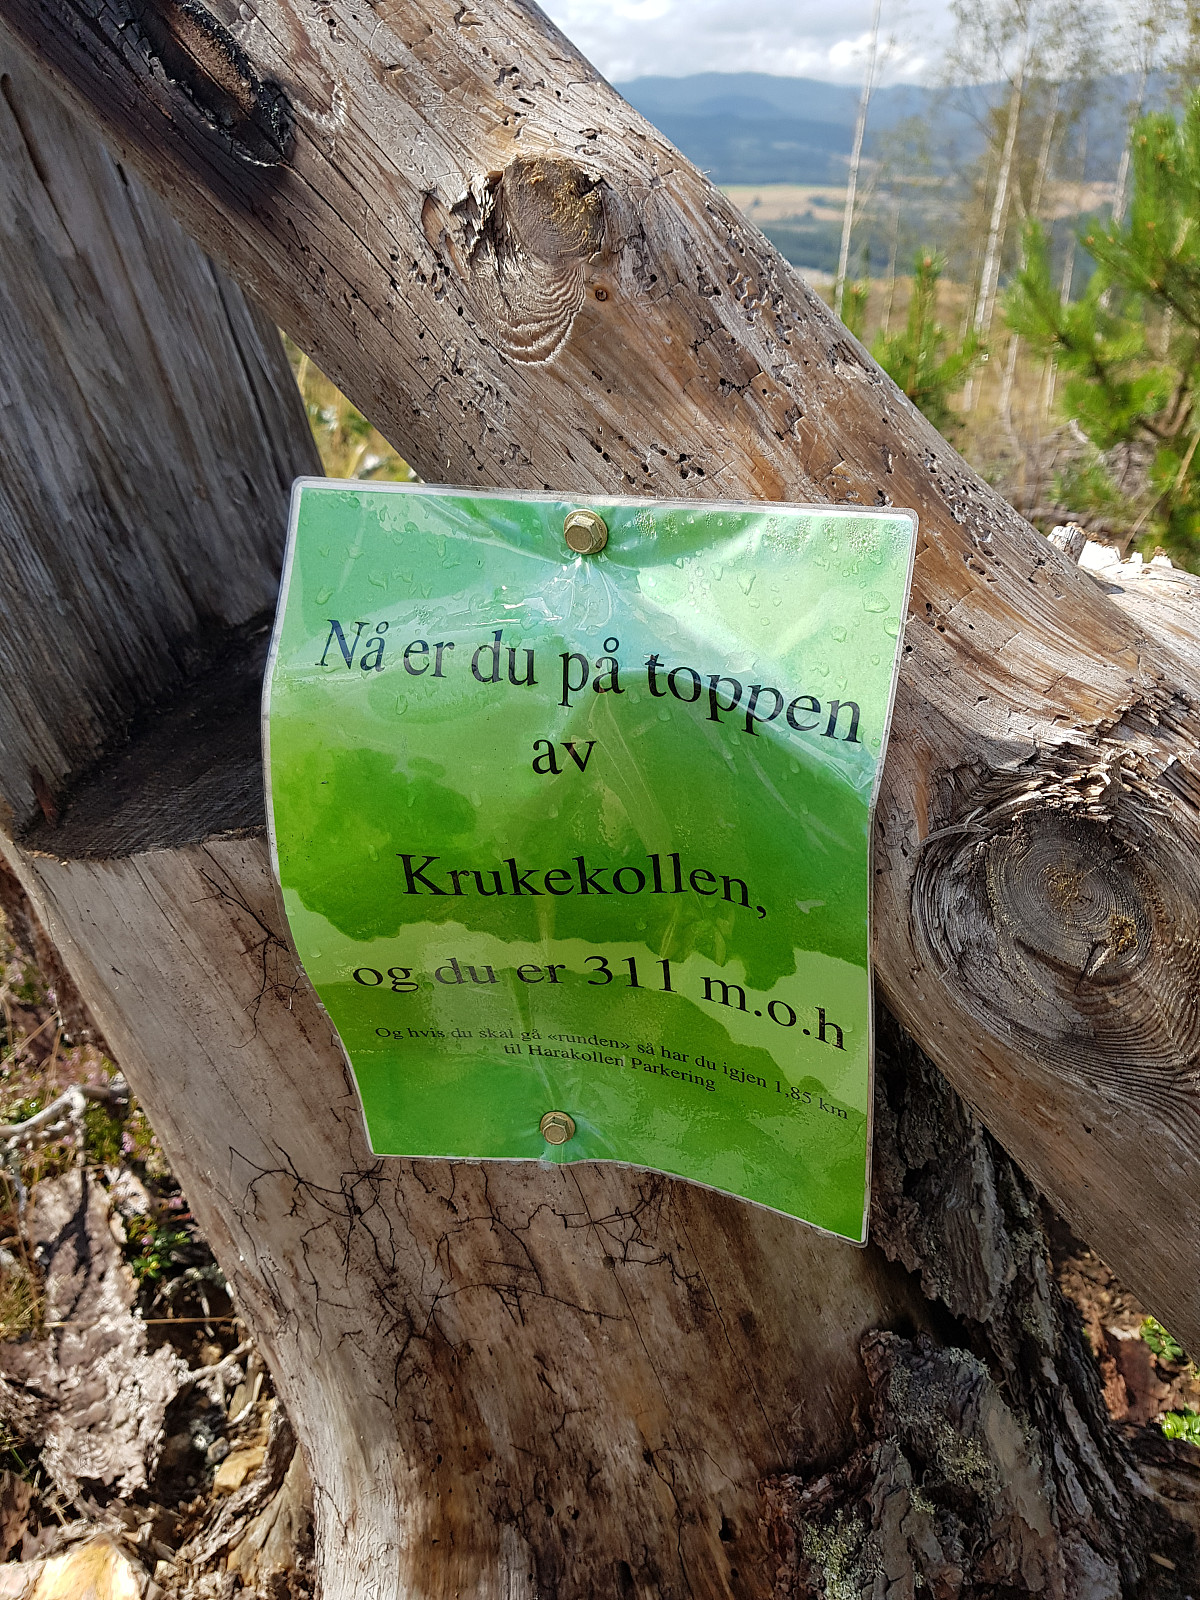 Nå er du på toppen
av
Krukekollen,
og du er 311 m.o.h
Og hvis du skal gå «runden» så har du igjen 1,85 km
til Harakollen Parkering